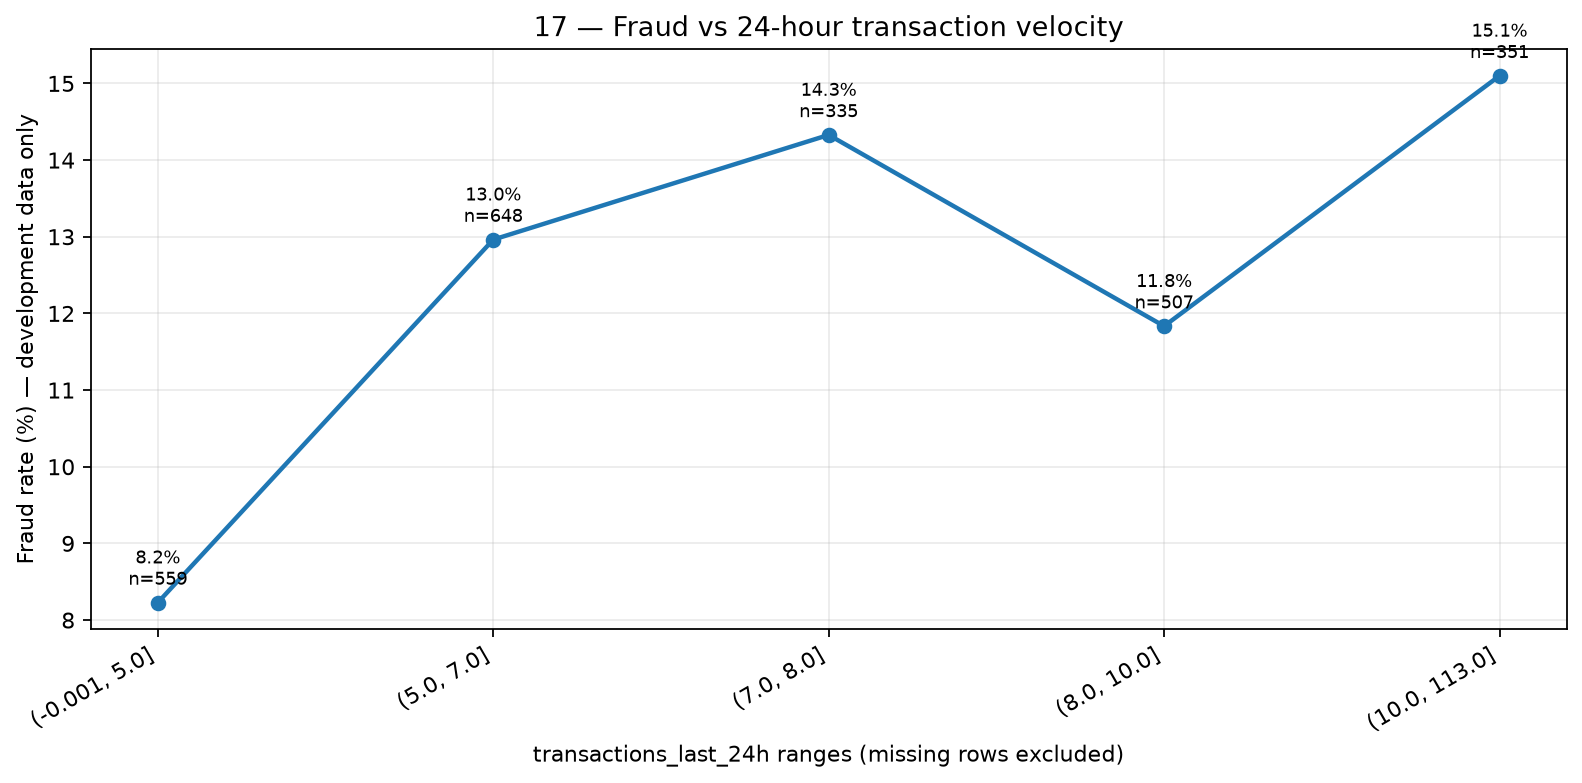 17 — Fraud vs 24-hour transaction velocity
Fraud rate (%) — development data only
15
14
13
12
11
10
9
8
8.2%
n=559
13.0%
n=648
14.3%
n=335
11.8%
n=507
15.1%
n=351
(-0.001, 5.0]
(5.0, 7.0]
(7.0, 8.0]
(8.0, 10.0]
(10.0, 113.0]
transactions_last_24h ranges (missing rows excluded)